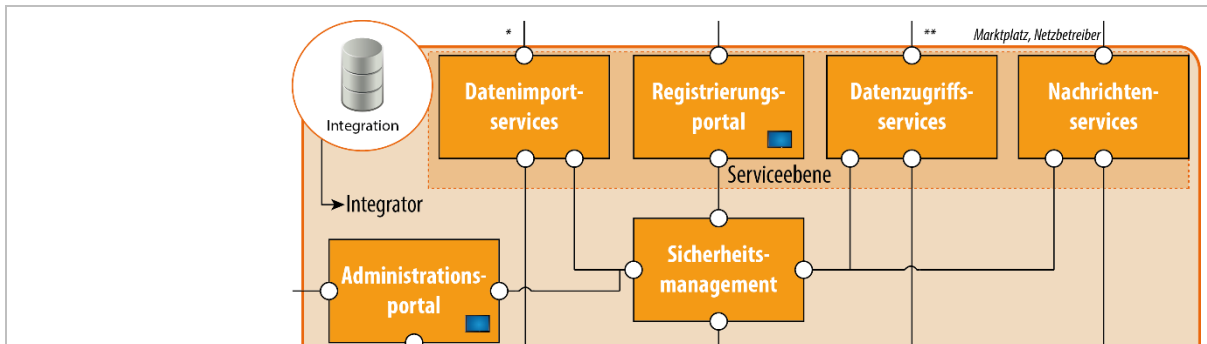 *
**
Marktplatz, Netzbetreiber
Integration
Datenimport-
services
Registrierungs-
portal
Datenzugriffs-
services
Nachrichten-
services
Serviceebene
Integrator
Administrations-
portal
Sicherheits-
management